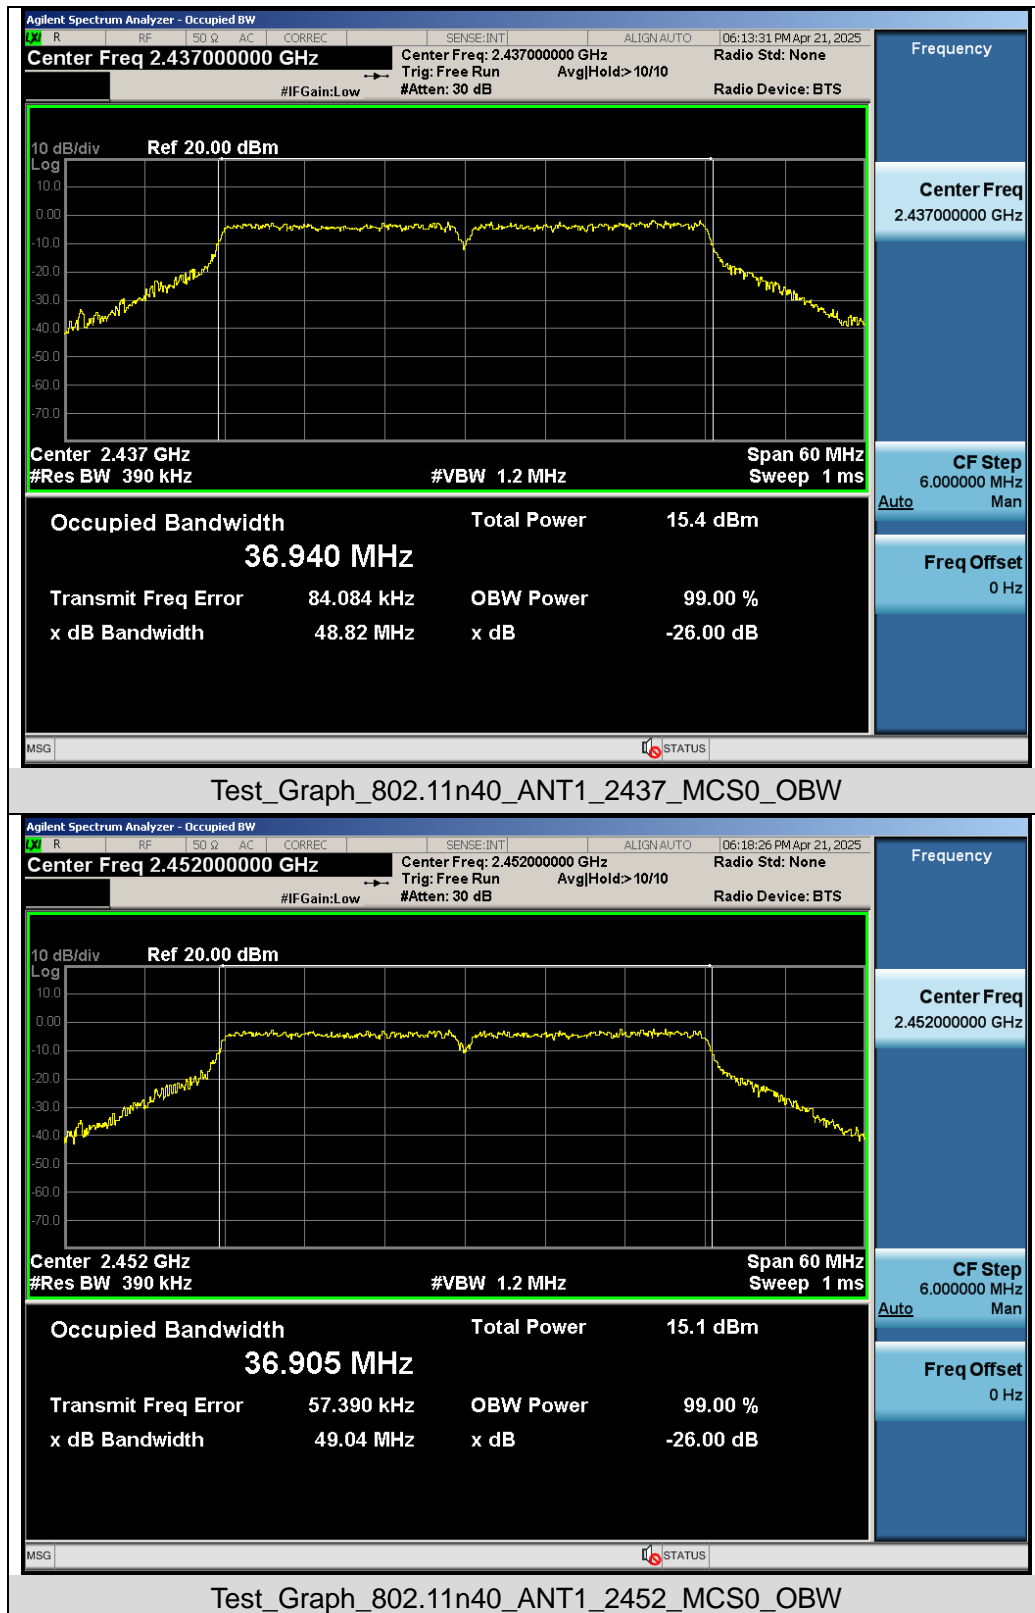 Agilent Spectrum Analyzer - Occupied BW
LXI R RF 50 Ω AC CORREC SENSE:INT ALIGN AUTO 06:13:31 PM Apr 21, 2025
Center Freq 2.437000000 GHz
Center Freq: 2.437000000 GHz Radio Std: None
Trig: Free Run Avg|Hold:>10/10
#IFGain:Low #Atten: 30 dB Radio Device: BTS
Frequency
10 dB/div Ref 20.00 dBm
Log
10.0
0.00
-10.0
-20.0
-30.0
-40.0
-50.0
-60.0
-70.0
Center 2.437 GHz Span 60 MHz
#Res BW 390 kHz #VBW 1.2 MHz Sweep 1 ms
Center Freq
2.437000000 GHz
CF Step
6.000000 MHz
Auto Man
Freq Offset
0 Hz
Occupied Bandwidth Total Power 15.4 dBm
36.940 MHz
Transmit Freq Error 84.084 kHz OBW Power 99.00 %
x dB Bandwidth 48.82 MHz x dB -26.00 dB
MSG STATUS
Test_Graph_802.11n40_ANT1_2437_MCS0_OBW
Agilent Spectrum Analyzer - Occupied BW
LXI R RF 50 Ω AC CORREC SENSE:INT ALIGN AUTO 06:18:26 PM Apr 21, 2025
Center Freq 2.452000000 GHz
Center Freq: 2.452000000 GHz Radio Std: None
Trig: Free Run Avg|Hold:>10/10
#IFGain:Low #Atten: 30 dB Radio Device: BTS
Frequency
10 dB/div Ref 20.00 dBm
Log
10.0
0.00
-10.0
-20.0
-30.0
-40.0
-50.0
-60.0
-70.0
Center 2.452 GHz Span 60 MHz
#Res BW 390 kHz #VBW 1.2 MHz Sweep 1 ms
Center Freq
2.452000000 GHz
CF Step
6.000000 MHz
Auto Man
Freq Offset
0 Hz
Occupied Bandwidth Total Power 15.1 dBm
36.905 MHz
Transmit Freq Error 57.390 kHz OBW Power 99.00 %
x dB Bandwidth 49.04 MHz x dB -26.00 dB
MSG STATUS
Test_Graph_802.11n40_ANT1_2452_MCS0_OBW